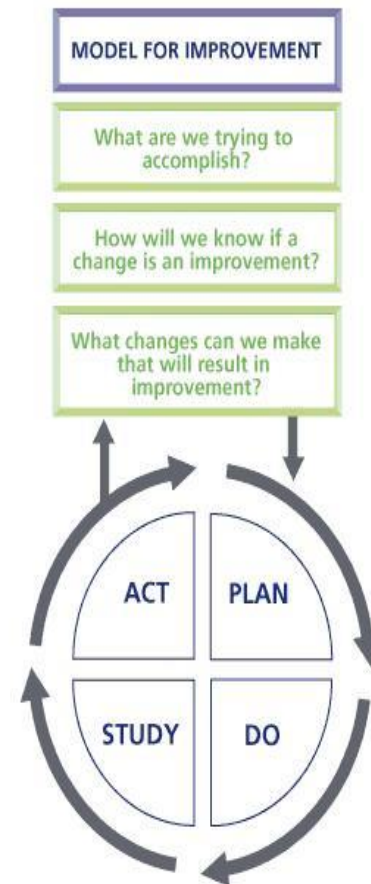 MODEL FOR IMPROVEMENT
What are we trying to
accomplish?
How will we know if a
change is an improvement?
What changes can we make
that will result in
improvement?
ACT
PLAN
STUDY
DO